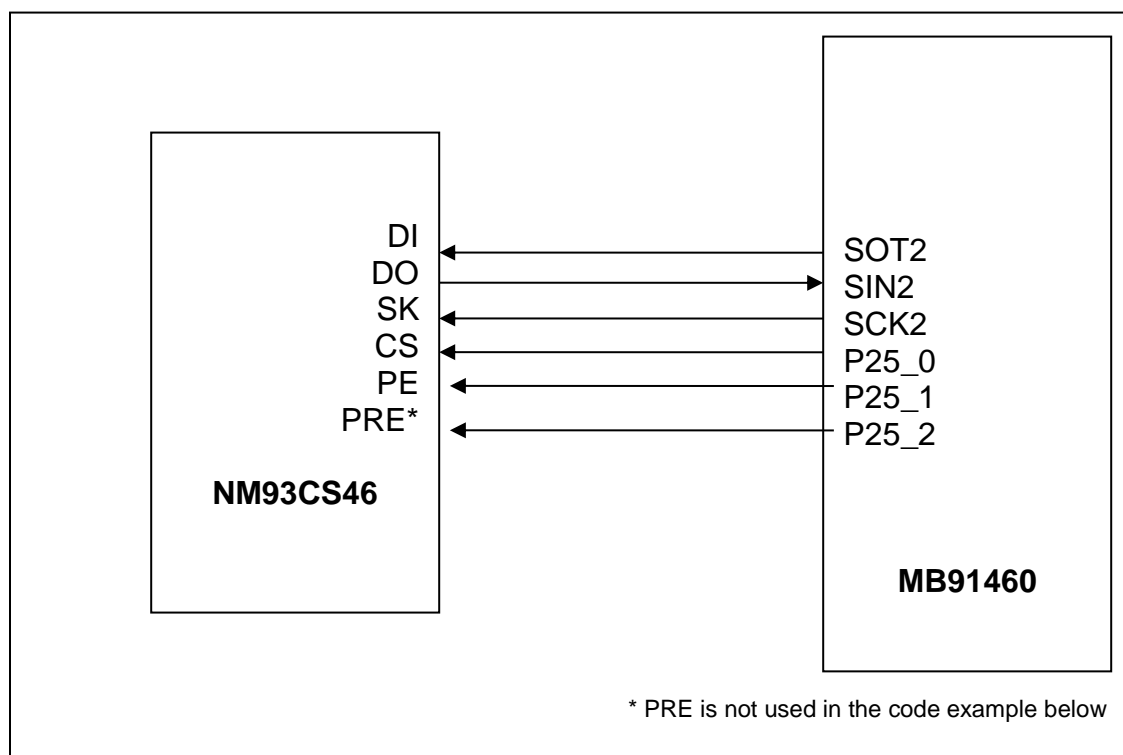 DI
DO
SK
CS
PE
PRE*
NM93CS46
SOT2
SIN2
SCK2
P25_0
P25_1
P25_2
MB91460
* PRE is not used in the code example below